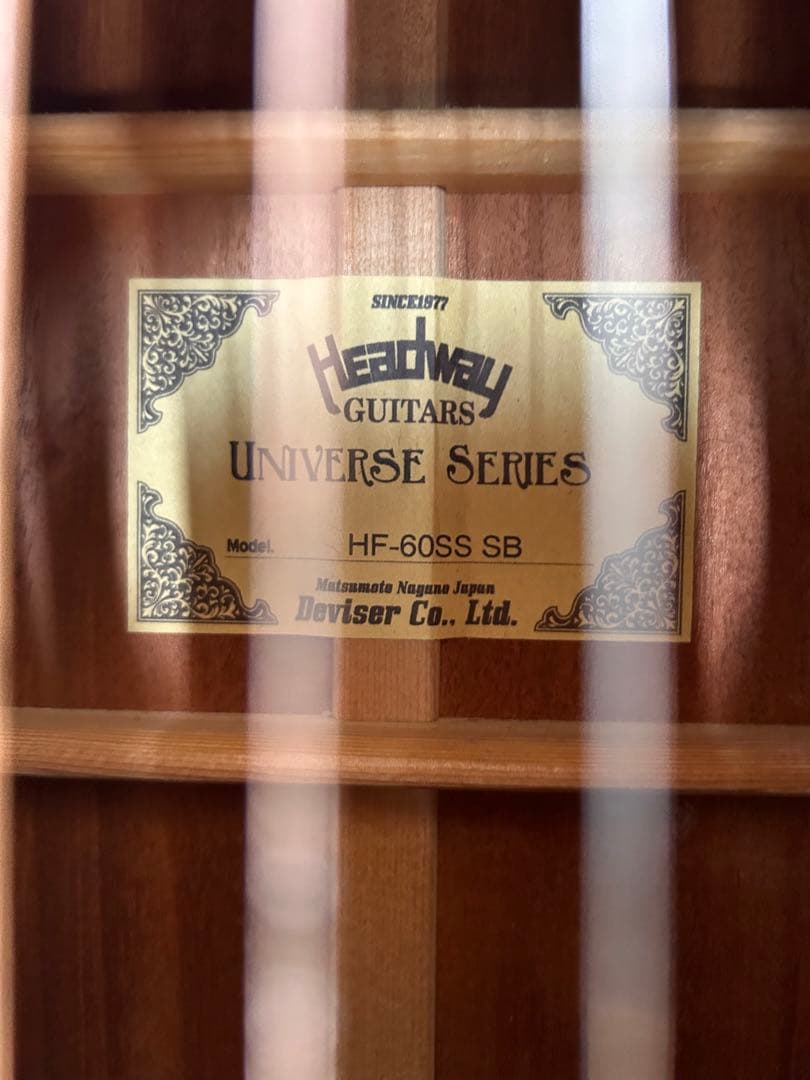 SINCE1977
Headway
GUITARS
UNIVERSE SERIES
Model. HF-60SS SB
Matsumoto Nagano Japan
Deviser Co., Ltd.